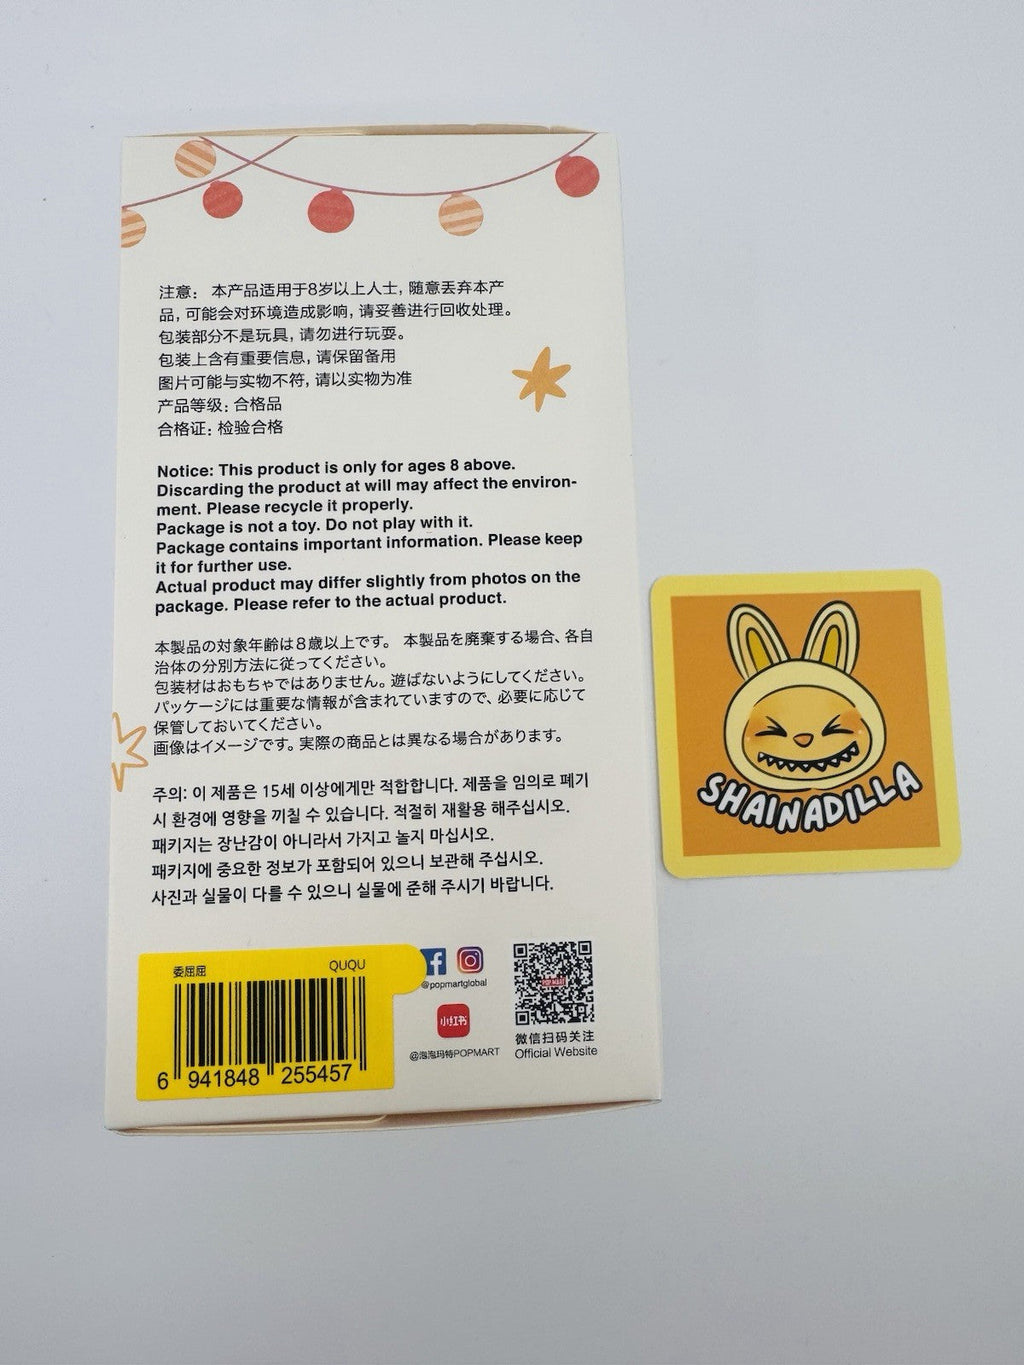 注意： 本产品适用于8岁以上人士, 随意丢弃本产
品, 可能会对环境造成影响, 请妥善进行回收处理。
包装部分不是玩具, 请勿进行玩耍。
包装上含有重要信息, 请保留备用
图片可能与实物不符, 请以实物为准
产品等级: 合格品
合格证: 检验合格
Notice: This product is only for ages 8 above.
Discarding the product at will may affect the environ-
ment. Please recycle it properly.
Package is not a toy. Do not play with it.
Package contains important information. Please keep
it for further use.
Actual product may differ slightly from photos on the
package. Please refer to the actual product.
本製品の対象年齢は８歳以上です。 本製品を廃棄する場合、各自
治体の分別方法に従ってください。
包装材はおもちゃではありません。遊ばないようにしてください。
パッケージには重要な情報が含まれていますので、必要に応じて
保管しておいてください。
画像はイメージです。実際の商品とは異なる場合があります。
주의: 이 제품은 15세 이상에게만 적합합니다. 제품을 임의로 폐기
시 환경에 영향을 끼칠 수 있습니다. 적절히 재활용 해주십시오.
패키지는 장난감이 아니라서 가지고 놀지 마십시오.
패키지에 중요한 정보가 포함되어 있으니 보관해 주십시오.
사진과 실물이 다를 수 있으니 실물에 준해 주시기 바랍니다.
委屈屈 QUQU
6 941848 255457
@popmartglobal
小红书
@泡泡玛特POPMART
POP MART
微信扫码关注
Official Website
SHAINADILLA